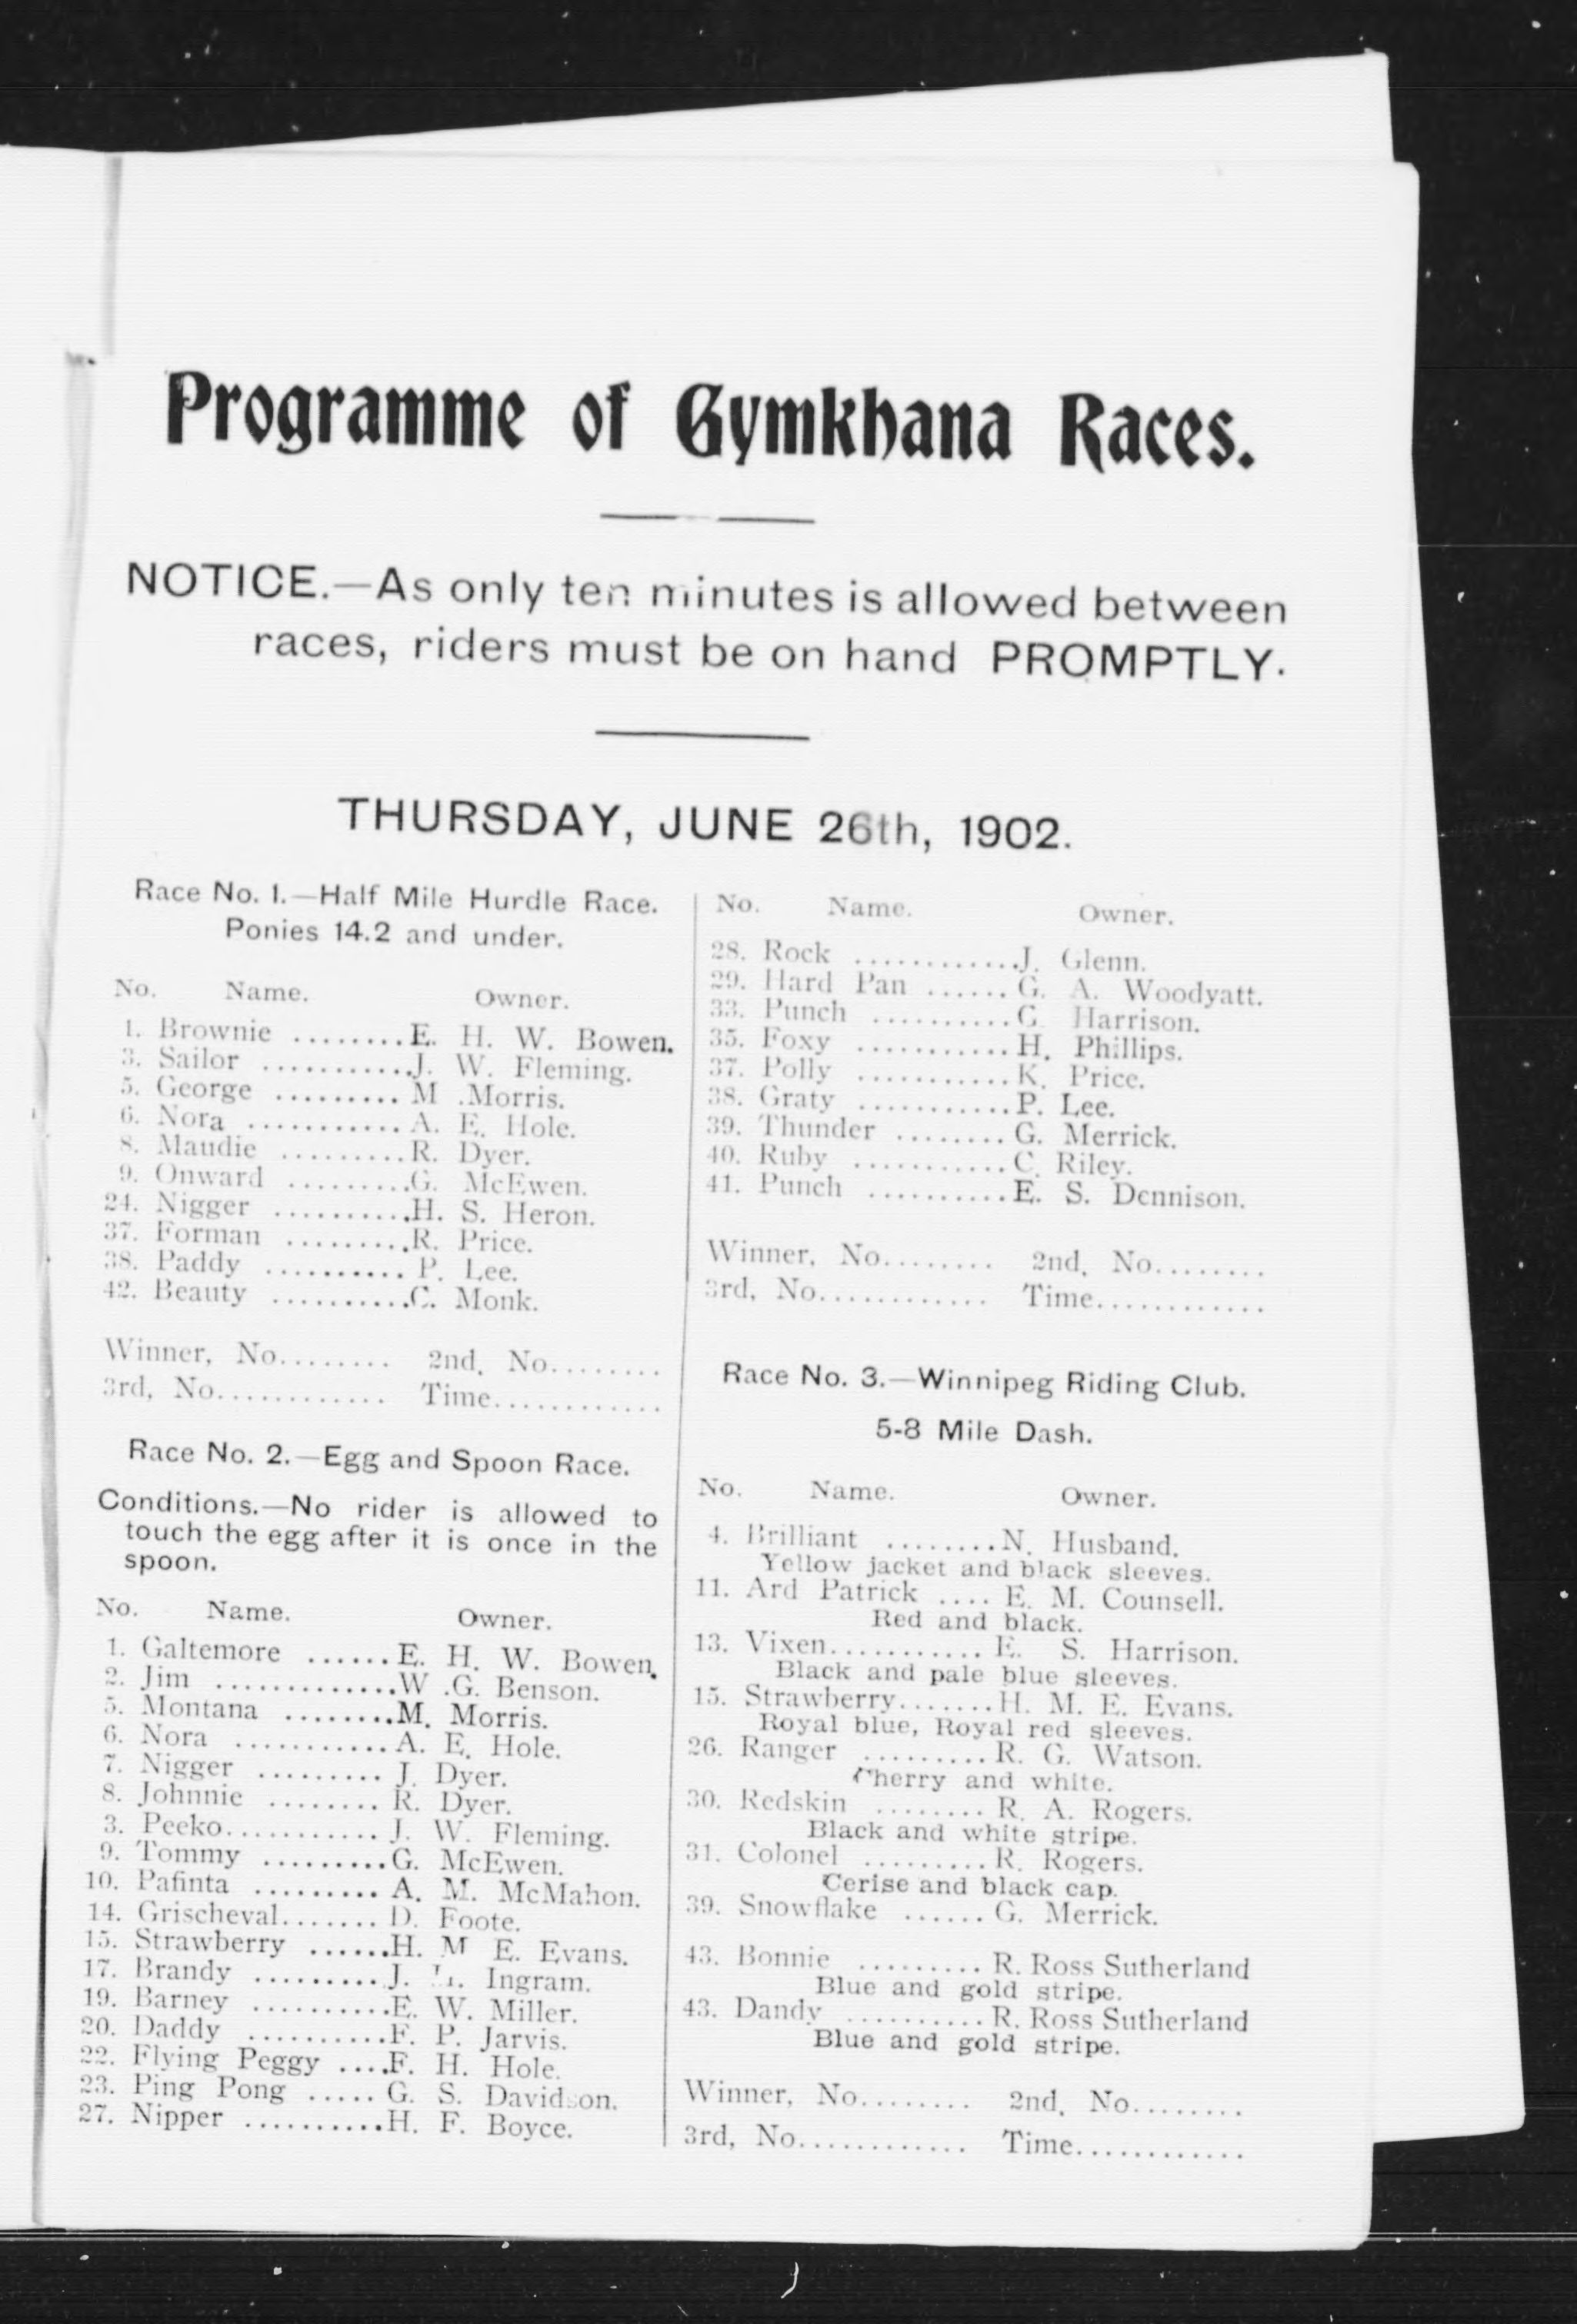 Programme of Gymkhana Races.
NOTICE.—As only ten minutes is allowed between
races, riders must be on hand PROMPTLY.
THURSDAY, JUNE 26th, 1902.
Race No. 1.—Half Mile Hurdle Race.
Ponies 14.2 and under.
No. Name. Owner.
1. Brownie ........E. H. W. Bowen.
3. Sailor ...........J. W. Fleming.
5. George ......... M .Morris.
6. Nora ........... A. E. Hole.
8. Maudie .........R. Dyer.
9. Onward .........G. McEwen.
24. Nigger ..........H. S. Heron.
37. Forman .........R. Price.
38. Paddy .......... P. Lee.
42. Beauty ..........C. Monk.
Winner, No........ 2nd, No........
3rd, No............ Time............
Race No. 2.—Egg and Spoon Race.
Conditions.—No rider is allowed to
touch the egg after it is once in the
spoon.
No. Name. Owner.
1. Galtemore ......E. H. W. Bowen.
2. Jim .............W .G. Benson.
5. Montana ........M. Morris.
6. Nora ........... A. E. Hole.
7. Nigger ......... J. Dyer.
8. Johnnie ........ R. Dyer.
3. Peeko............ J. W. Fleming.
9. Tommy .........G. McEwen.
10. Pafinta ......... A. M. McMahon.
14. Grischeval....... D. Foote.
15. Strawberry ......H. M E. Evans.
17. Brandy ......... J. L. Ingram.
19. Barney ..........E. W. Miller.
20. Daddy ..........F. P. Jarvis.
22. Flying Peggy ....F. H. Hole.
23. Ping Pong ..... G. S. Davidson.
27. Nipper ..........H. F. Boyce.
No. Name. Owner.
28. Rock ............J. Glenn.
29. Hard Pan ...... G. A. Woodyatt.
33. Punch ..........G Harrison.
35. Foxy ...........H. Phillips.
37. Polly ...........K. Price.
38. Graty ...........P. Lee.
39. Thunder ........ G. Merrick.
40. Ruby ...........C. Riley.
41. Punch ..........E. S. Dennison.
Winner, No........ 2nd, No........
3rd, No............ Time............
Race No. 3.—Winnipeg Riding Club.
5-8 Mile Dash.
No. Name. Owner.
4. Brilliant ........N. Husband.
Yellow jacket and black sleeves.
11. Ard Patrick .... E. M. Counsell.
Red and black.
13. Vixen........... E. S. Harrison.
Black and pale blue sleeves.
15. Strawberry.......H. M. E. Evans.
Royal blue, Royal red sleeves.
26. Ranger .........R. G. Watson.
Cherry and white.
30. Redskin ........ R. A. Rogers.
Black and white stripe.
31. Colonel .........R. Rogers.
Cerise and black cap.
39. Snowflake ...... G. Merrick.
43. Bonnie ......... R. Ross Sutherland
Blue and gold stripe.
43. Dandy ..........R. Ross Sutherland
Blue and gold stripe.
Winner, No........ 2nd, No........
3rd, No............ Time............